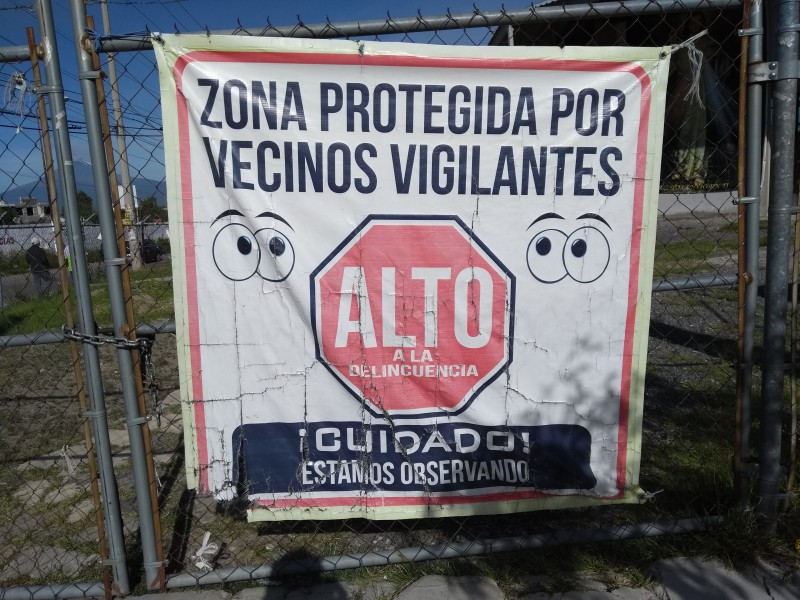 ZONA PROTEGIDA POR
VECINOS VIGILANTES
ALTO
A LA
DELINCUENCIA
¡CUIDADO!
ESTAMOS OBSERVANDO